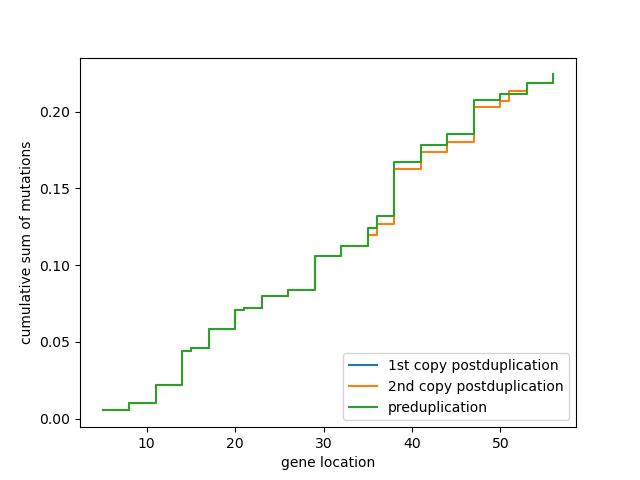 cumulative sum of mutations
0.20
0.15
0.10
0.05
0.00
10 20 30 40 50
gene location
1st copy postduplication
2nd copy postduplication
preduplication